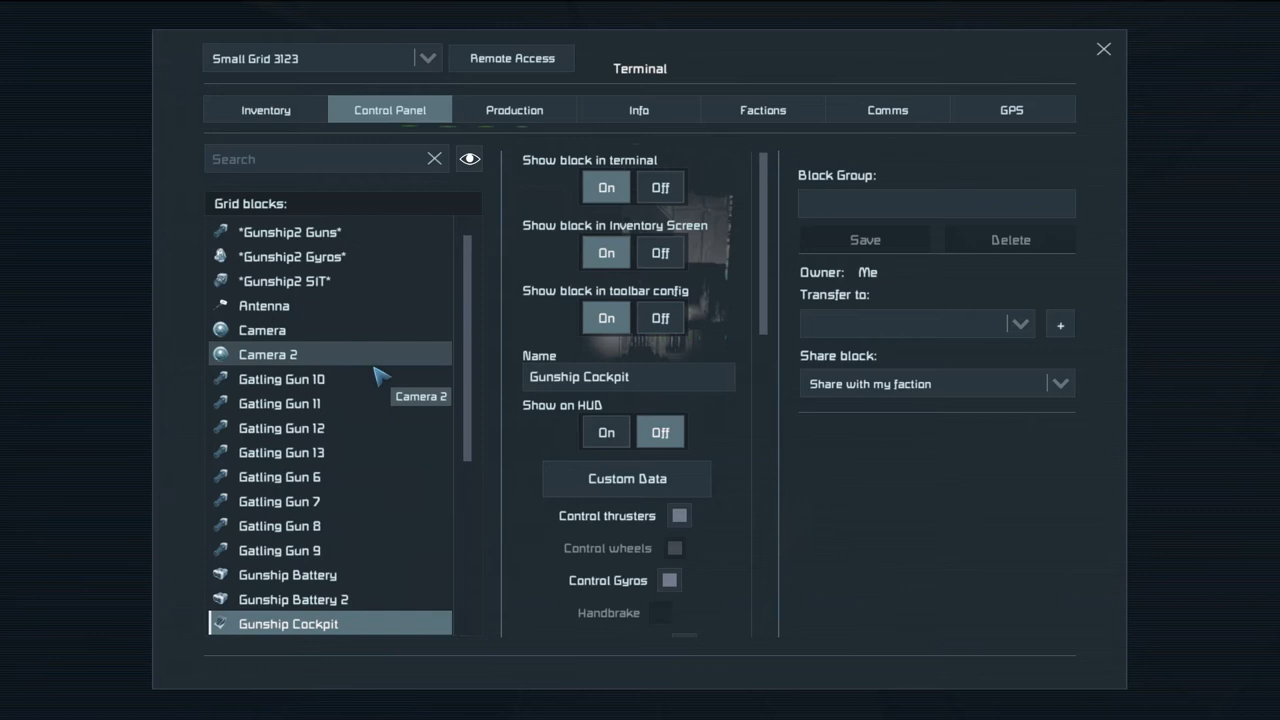 Small Grid 3123
Remote Access
Terminal
Inventory
Control Panel
Production
Info
Factions
Comms
GPS
Search
Grid blocks:
*Gunship2 Guns*
*Gunship2 Gyros*
*Gunship2 SIT*
Antenna
Camera
Camera 2
Gatling Gun 10
Gatling Gun 11
Gatling Gun 12
Gatling Gun 13
Gatling Gun 6
Gatling Gun 7
Gatling Gun 8
Gatling Gun 9
Gunship Battery
Gunship Battery 2
Gunship Cockpit
Camera 2
Show block in terminal
On Off
Show block in Inventory Screen
On Off
Show block in toolbar config
On Off
Name
Gunship Cockpit
Show on HUD
On Off
Custom Data
Control thrusters
Control wheels
Control Gyros
Handbrake
Block Group:
Save
Delete
Owner: Me
Transfer to:
+
Share block:
Share with my faction